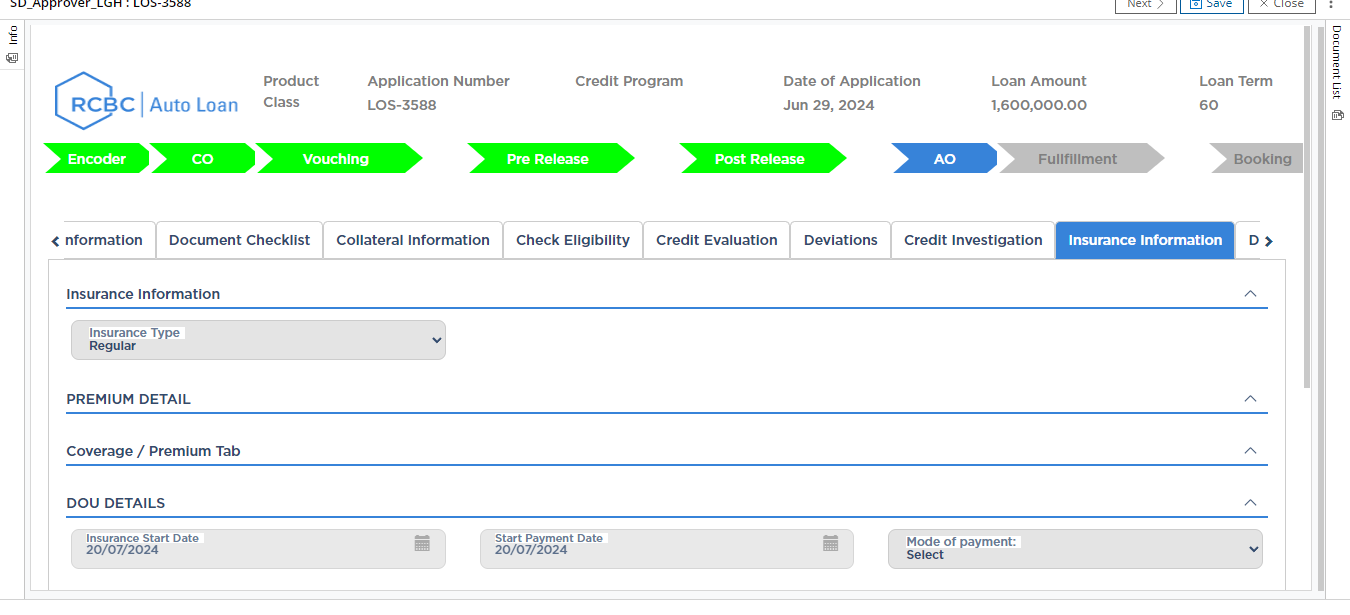 SD_Approver_LGH : LOS-3588
Next
Save
Close
Info
Document List
RCBC Auto Loan
Product Class
Application Number
LOS-3588
Credit Program
Date of Application
Jun 29, 2024
Loan Amount
1,600,000.00
Loan Term
60
Encoder
CO
Vouching
Pre Release
Post Release
AO
Fullfillment
Booking
nformation
Document Checklist
Collateral Information
Check Eligibility
Credit Evaluation
Deviations
Credit Investigation
Insurance Information
D
Insurance Information
Insurance Type
Regular
PREMIUM DETAIL
Coverage / Premium Tab
DOU DETAILS
Insurance Start Date
20/07/2024
Start Payment Date
20/07/2024
Mode of payment:
Select